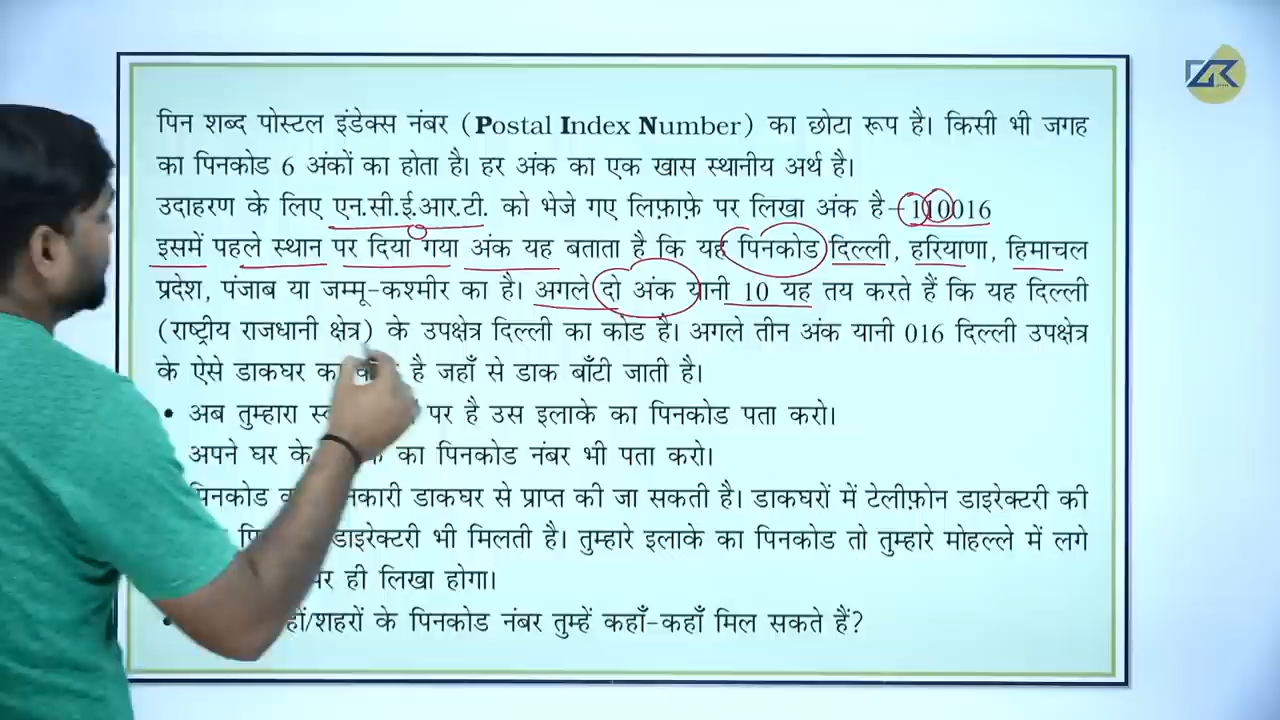 पिन शब्द पोस्टल इंडेक्स नंबर (Postal Index Number) का छोटा रूप है। किसी भी जगह
का पिनकोड 6 अंकों का होता है। हर अंक का एक खास स्थानीय अर्थ है।
उदाहरण के लिए एन.सी.ई.आर.टी. को भेजे गए लिफ़ाफ़े पर लिखा अंक है–110016
इसमें पहले स्थान पर दिया गया अंक यह बताता है कि यह पिनकोड दिल्ली, हरियाणा, हिमाचल
प्रदेश, पंजाब या जम्मू-कश्मीर का है। अगले दो अंक यानी 10 यह तय करते हैं कि यह दिल्ली
(राष्ट्रीय राजधानी क्षेत्र) के उपक्षेत्र दिल्ली का कोड है। अगले तीन अंक यानी 016 दिल्ली उपक्षेत्र
के ऐसे डाकघर का है जहाँ से डाक बाँटी जाती है।
• अब तुम्हारा पर है उस इलाके का पिनकोड पता करो।
अपने घर के का पिनकोड नंबर भी पता करो।
पिनकोड डाकघर से प्राप्त की जा सकती है। डाकघरों में टेलीफ़ोन डाइरेक्टरी की
डाइरेक्टरी भी मिलती है। तुम्हारे इलाके का पिनकोड तो तुम्हारे मोहल्ले में लगे
पर ही लिखा होगा।
• /शहरों के पिनकोड नंबर तुम्हें कहाँ-कहाँ मिल सकते हैं?